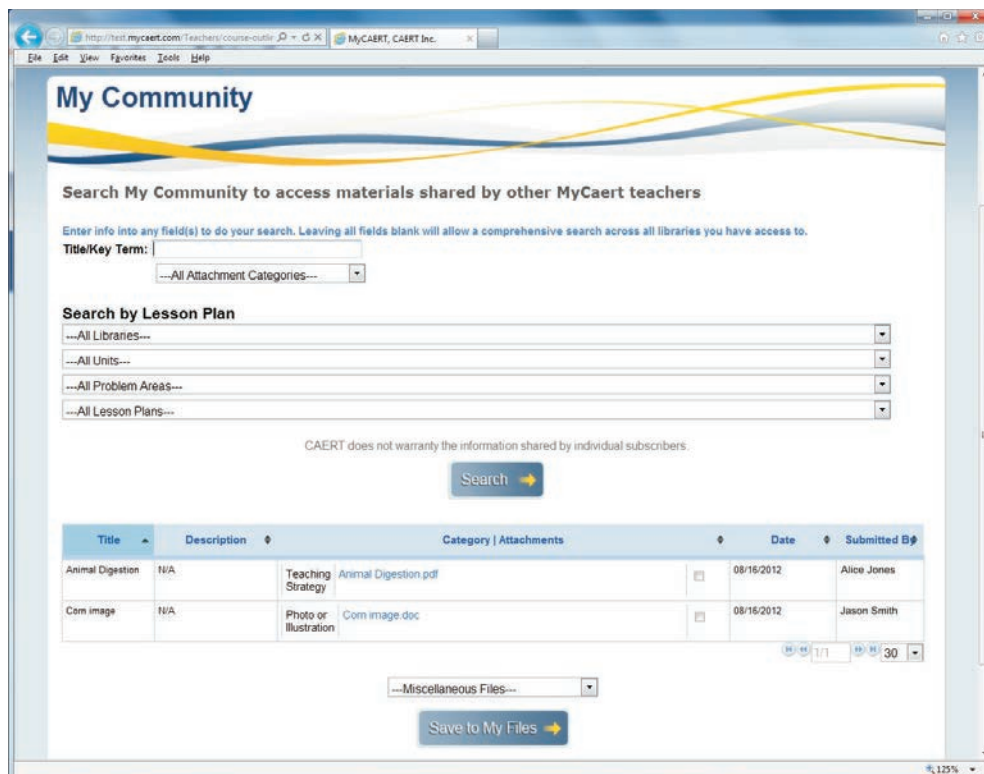 http://test.mycaert.com/Teachers/course-outlir
MyCAERT, CAERT Inc.
File Edit View Favorites Tools Help
My Community
Search My Community to access materials shared by other MyCaert teachers
Enter info into any field(s) to do your search. Leaving all fields blank will allow a comprehensive search across all libraries you have access to.
Title/Key Term:
---All Attachment Categories---
Search by Lesson Plan
---All Libraries---
---All Units---
---All Problem Areas---
---All Lesson Plans---
CAERT does not warranty the information shared by individual subscribers.
Search
Title Description Category | Attachments Date Submitted By
Animal Digestion N/A Teaching Strategy Animal Digestion.pdf 08/16/2012 Alice Jones
Corn image N/A Photo or Illustration Corn image.doc 08/16/2012 Jason Smith
1/1 30
---Miscellaneous Files---
Save to My Files
125%